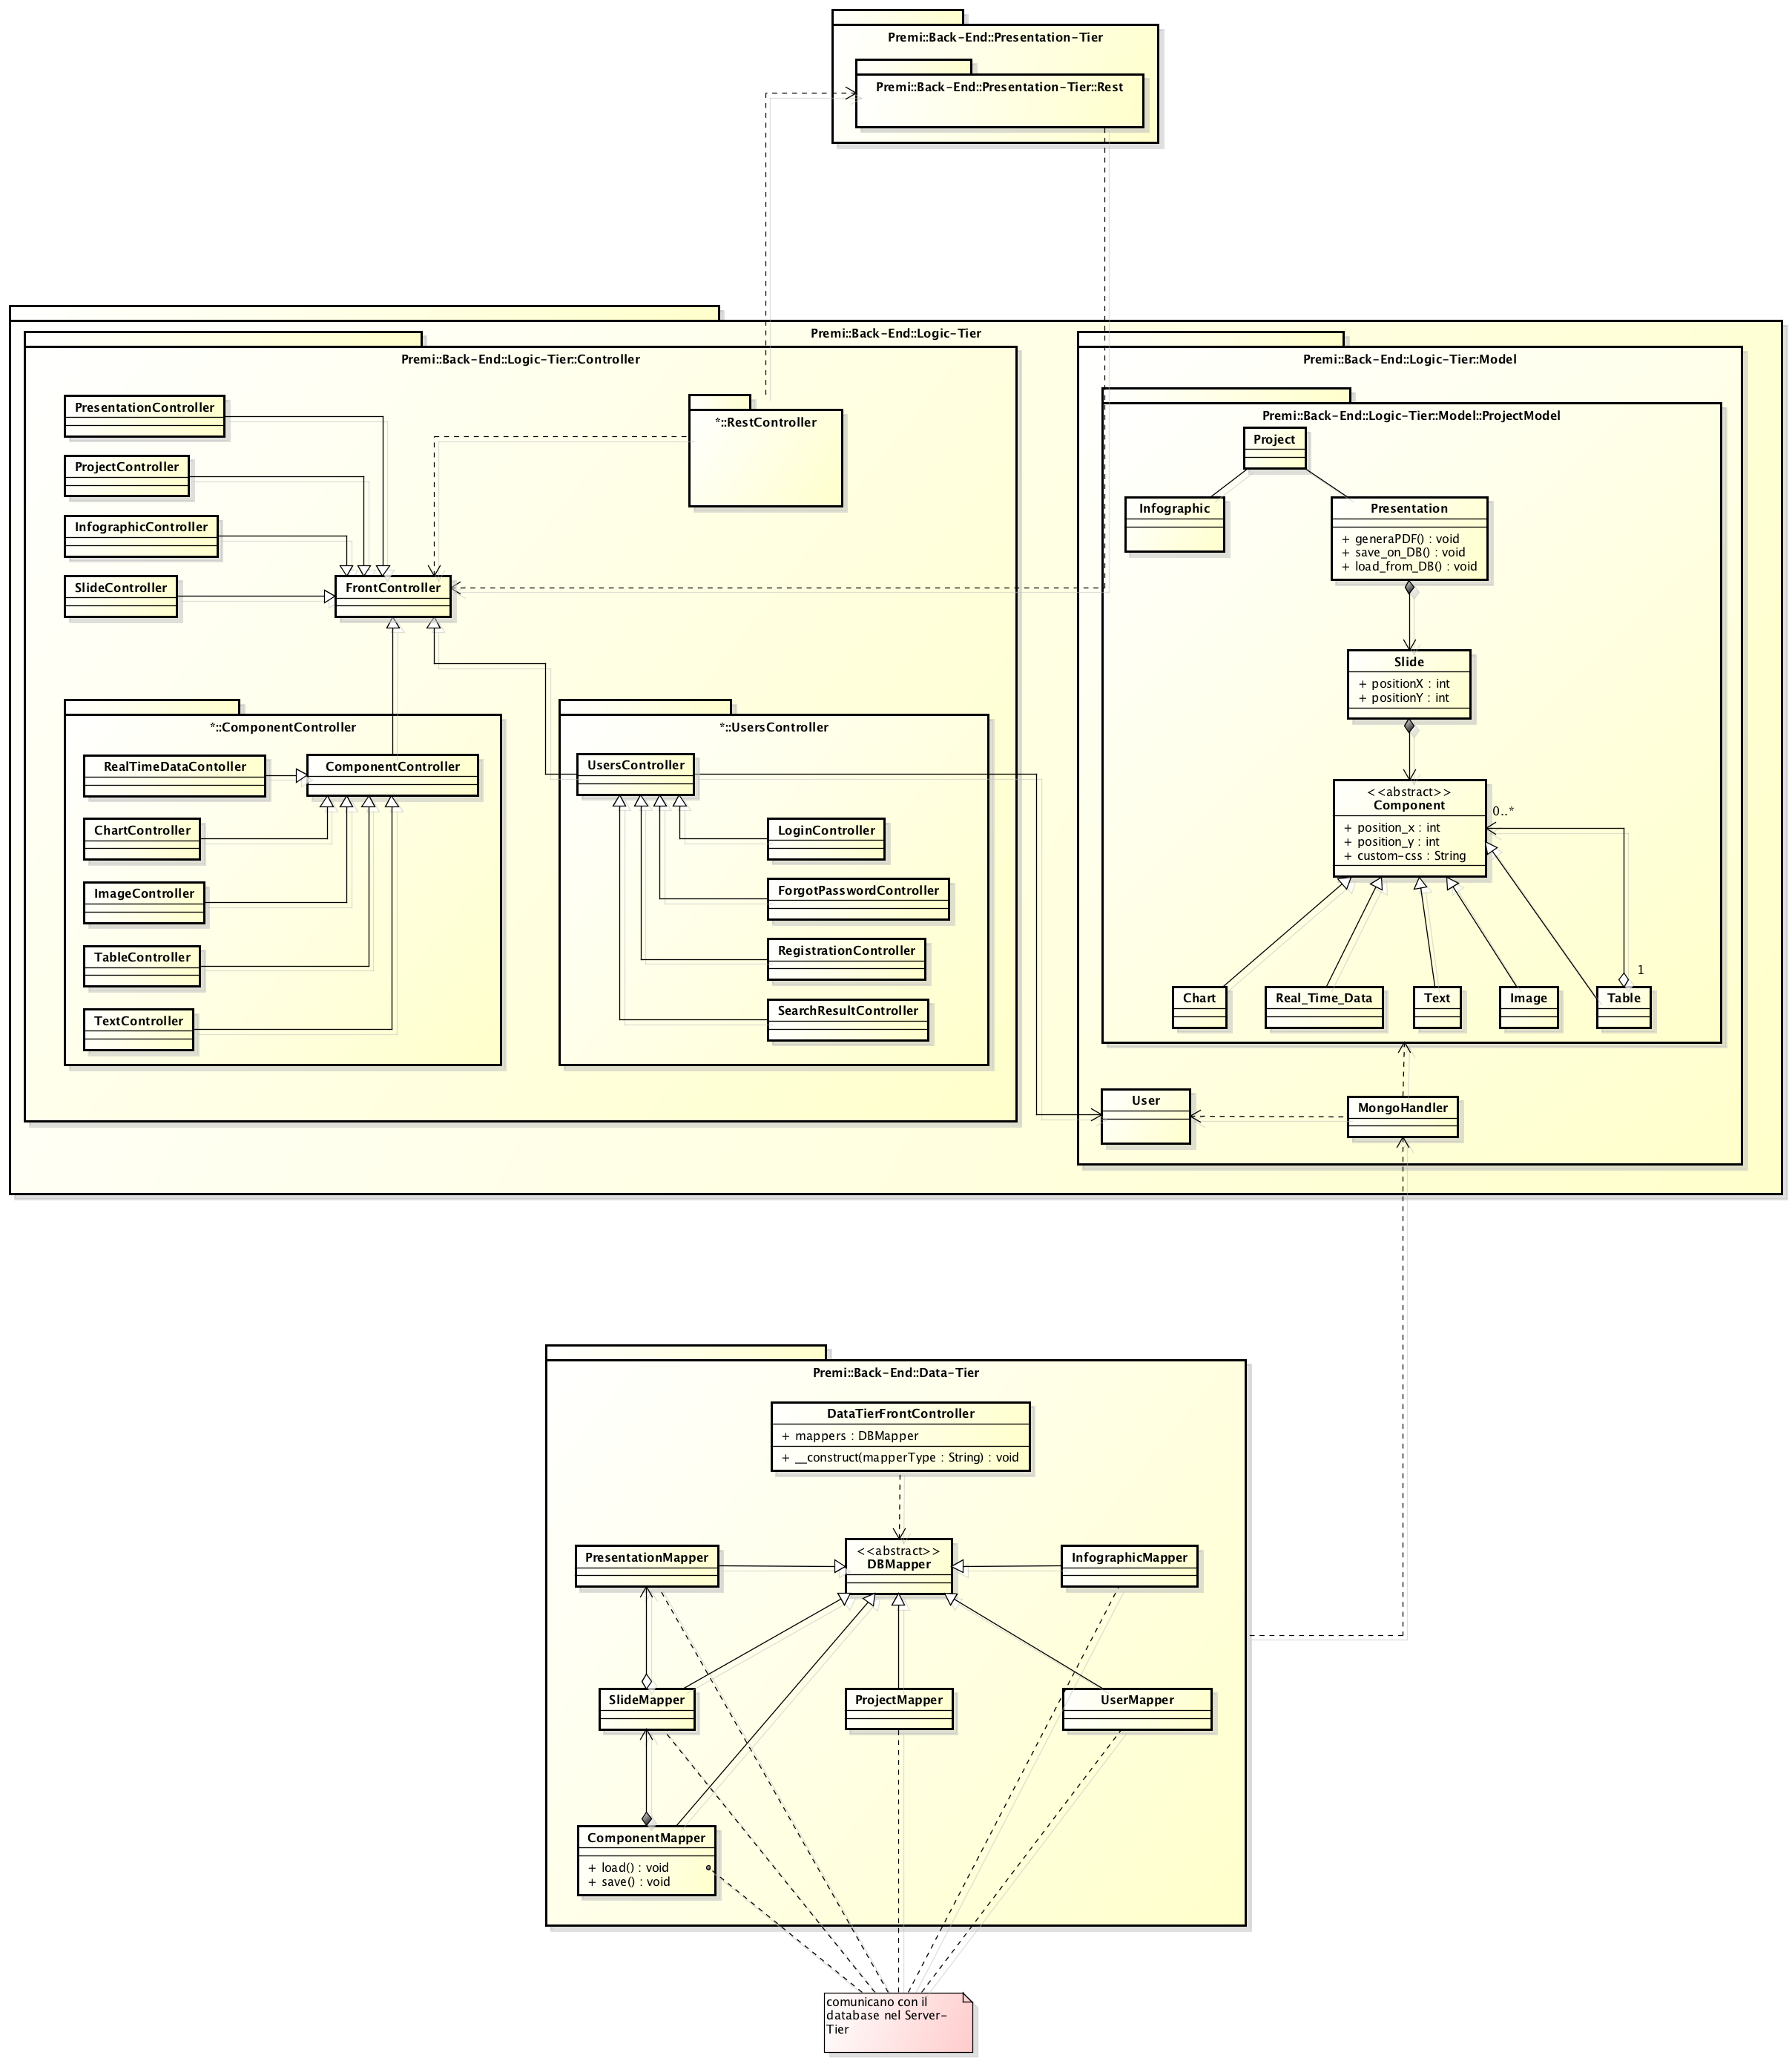 Premi::Back-End::Presentation-Tier
Premi::Back-End::Presentation-Tier::Rest
Premi::Back-End::Logic-Tier
Premi::Back-End::Logic-Tier::Controller
PresentationController
ProjectController
InfographicController
SlideController
FrontController
*::RestController
*::ComponentController
RealTimeDataContoller
ComponentController
ChartController
ImageController
TableController
TextController
*::UsersController
UsersController
LoginController
ForgotPasswordController
RegistrationController
SearchResultController
Premi::Back-End::Logic-Tier::Model
Premi::Back-End::Logic-Tier::Model::ProjectModel
Project
Infographic
Presentation
+ generaPDF() : void
+ save_on_DB() : void
+ load_from_DB() : void
Slide
+ positionX : int
+ positionY : int
<<abstract>>
Component
+ position_x : int
+ position_y : int
+ custom-css : String
0..*
1
Chart
Real_Time_Data
Text
Image
Table
User
MongoHandler
Premi::Back-End::Data-Tier
DataTierFrontController
+ mappers : DBMapper
+ __construct(mapperType : String) : void
PresentationMapper
<<abstract>>
DBMapper
InfographicMapper
SlideMapper
ProjectMapper
UserMapper
ComponentMapper
+ load() : void
+ save() : void
comunicano con il
database nel Server-
Tier